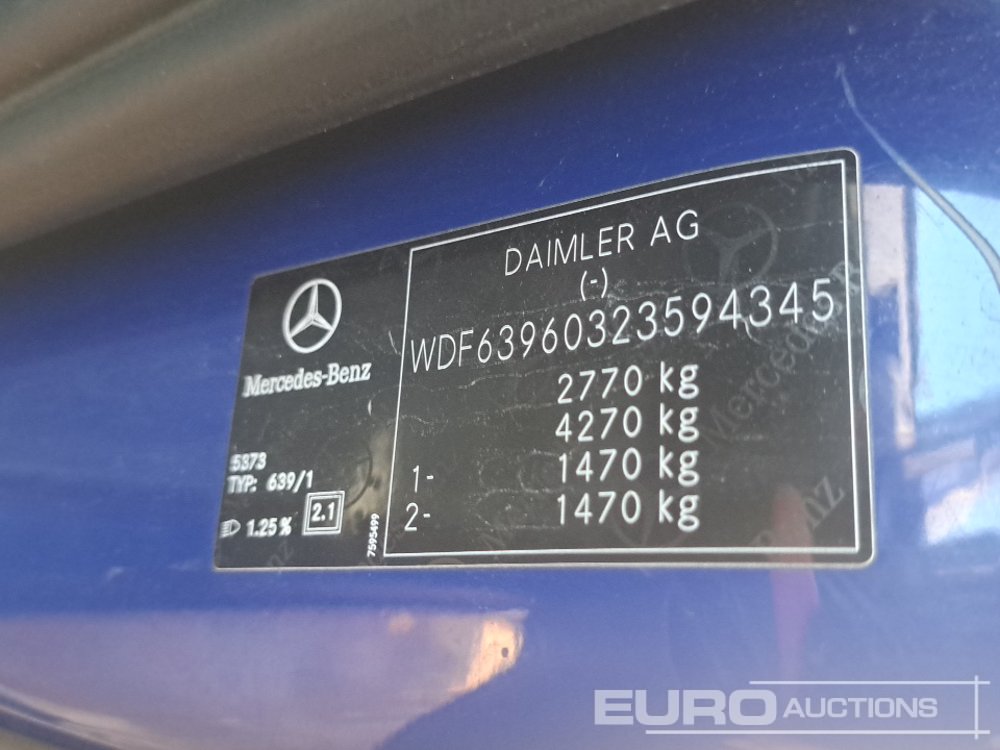 Mercedes-Benz
5373
TYP: 639/1
1.25 %
2.1
7595499
DAIMLER AG
(-)
WDF63960323594345
2770 kg
4270 kg
1- 1470 kg
2- 1470 kg
EURO AUCTIONS